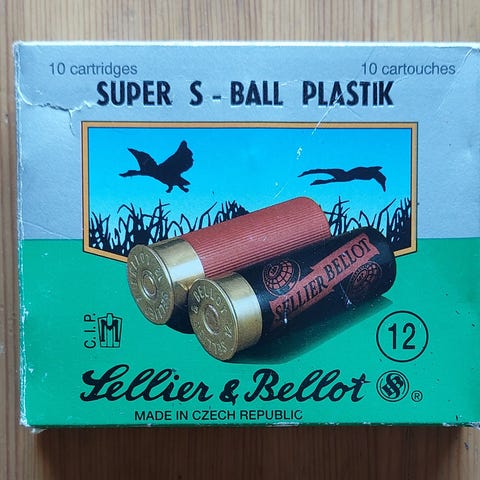 10 cartridges 10 cartouches
SUPER S - BALL PLASTIK
SELLIER BELLOT
C.I.P.
12
Sellier & Bellot ®
MADE IN CZECH REPUBLIC